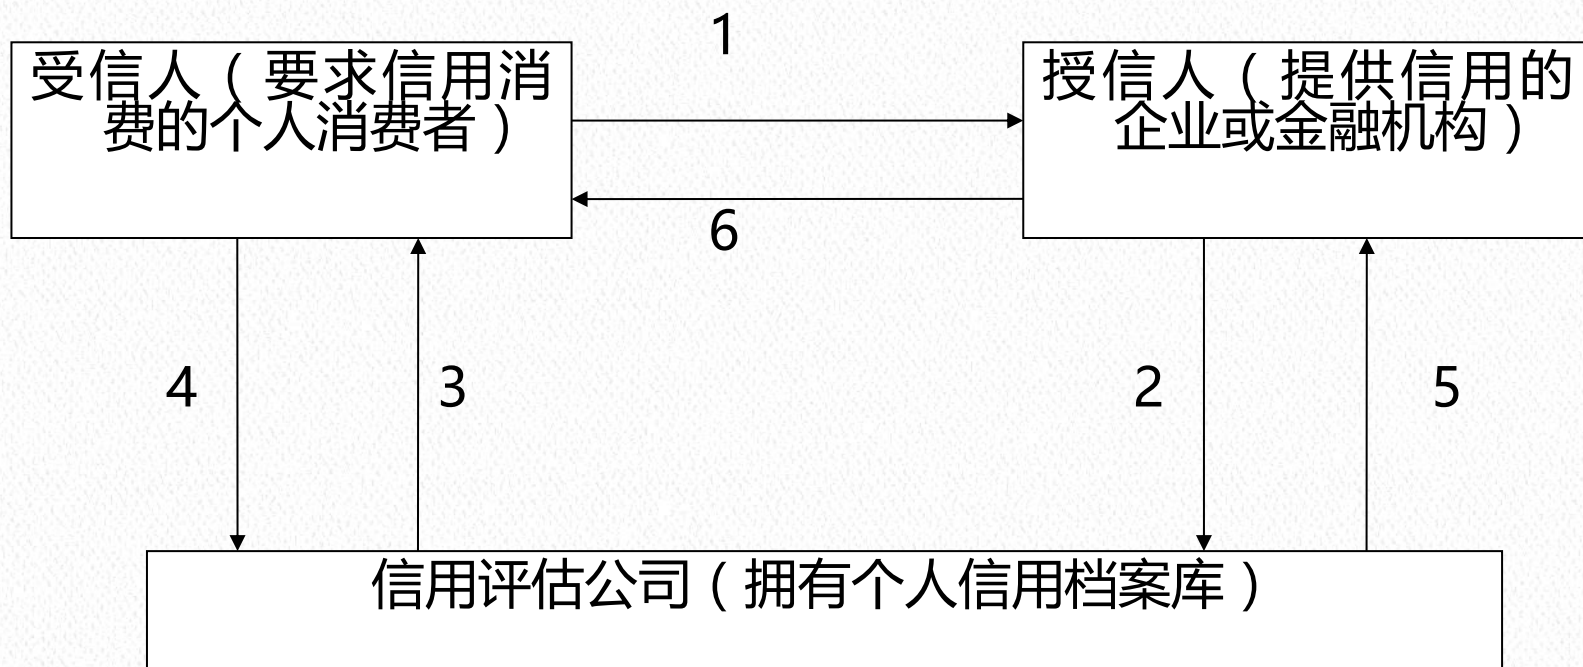 1
受信人（要求信用消
费的个人消费者）
授信人（提供信用的
企业或金融机构）
6
4
3
2
5
信用评估公司（拥有个人信用档案库）